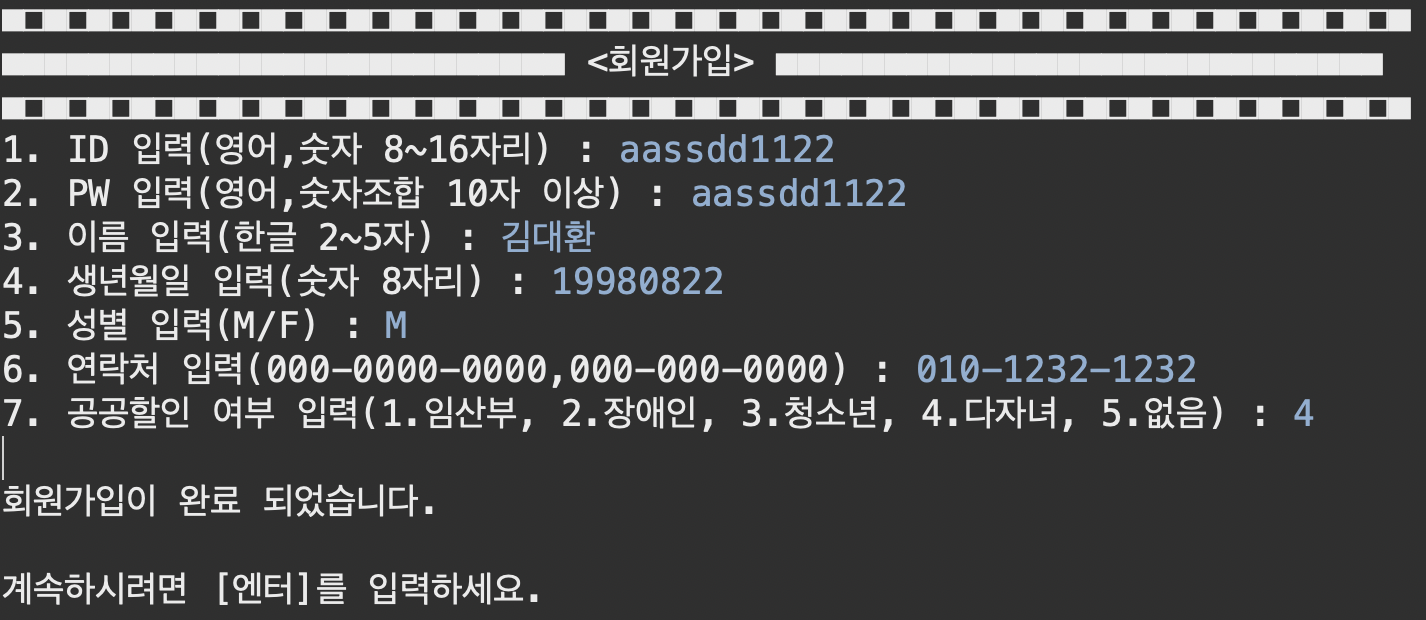 <회원가입>
1. ID 입력(영어,숫자 8~16자리) : aassdd1122
2. PW 입력(영어,숫자조합 10자 이상) : aassdd1122
3. 이름 입력(한글 2~5자) : 김대환
4. 생년월일 입력(숫자 8자리) : 19980822
5. 성별 입력(M/F) : M
6. 연락처 입력(000-0000-0000,000-000-0000) : 010-1232-1232
7. 공공할인 여부 입력(1.임산부, 2.장애인, 3.청소년, 4.다자녀, 5.없음) : 4
회원가입이 완료 되었습니다.
계속하시려면 [엔터]를 입력하세요.